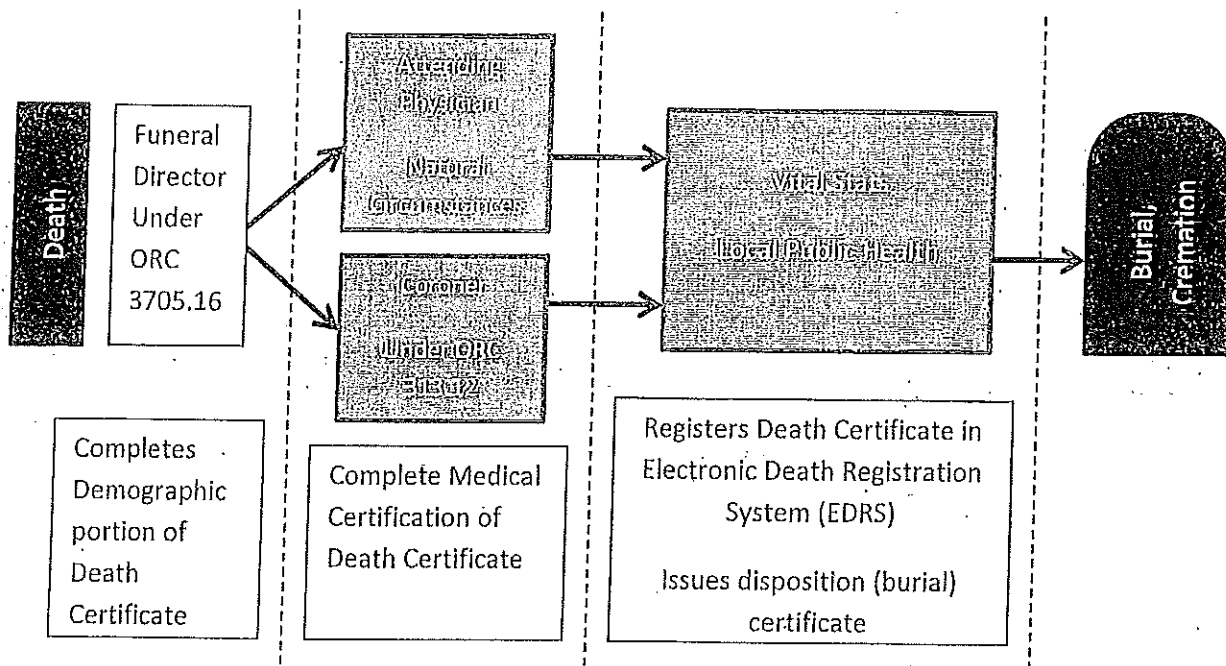 Death
Funeral
Director
Under
ORC
3705.16
Attending
Physician
Natural
Circumstances
Coroner
Under ORC
313.12
Vital Stats
Local Public Health
Burial,
Cremation
Completes
Demographic
portion of
Death
Certificate
Complete Medical
Certification of
Death Certificate
Registers Death Certificate in
Electronic Death Registration
System (EDRS)
Issues disposition (burial)
certificate